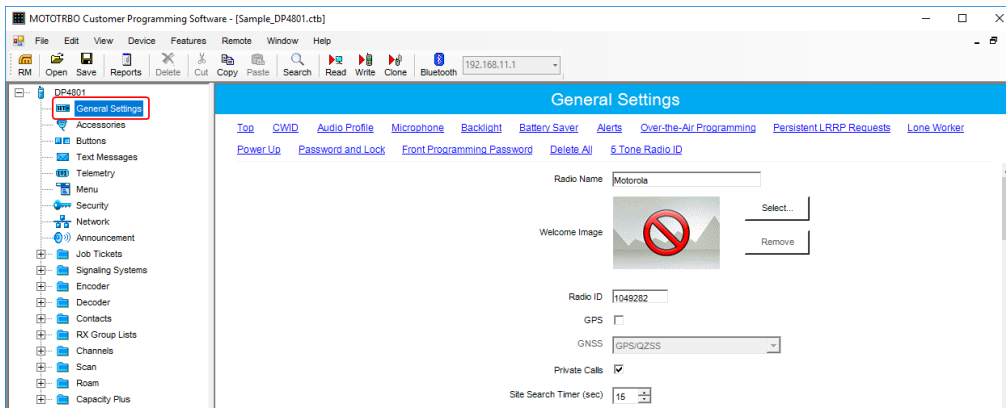 MOTOTRBO Customer Programming Software - [Sample_DP4801.ctb]
File Edit View Device Features Remote Window Help
RM Open Save Reports Delete Cut Copy Paste Search Read Write Clone Bluetooth 192.168.11.1
DP4801
General Settings
Accessories
Buttons
Text Messages
Telemetry
Menu
Security
Network
Announcement
Job Tickets
Signaling Systems
Encoder
Decoder
Contacts
RX Group Lists
Channels
Scan
Roam
Capacity Plus
General Settings
Top CWID Audio Profile Microphone Backlight Battery Saver Alerts Over-the-Air Programming Persistent LRRP Requests Lone Worker
Power Up Password and Lock Front Programming Password Delete All 5 Tone Radio ID
Radio Name Motorola
Welcome Image
Select...
Remove
Radio ID 1049282
GPS
GNSS GPS/QZSS
Private Calls
Site Search Timer (sec) 15